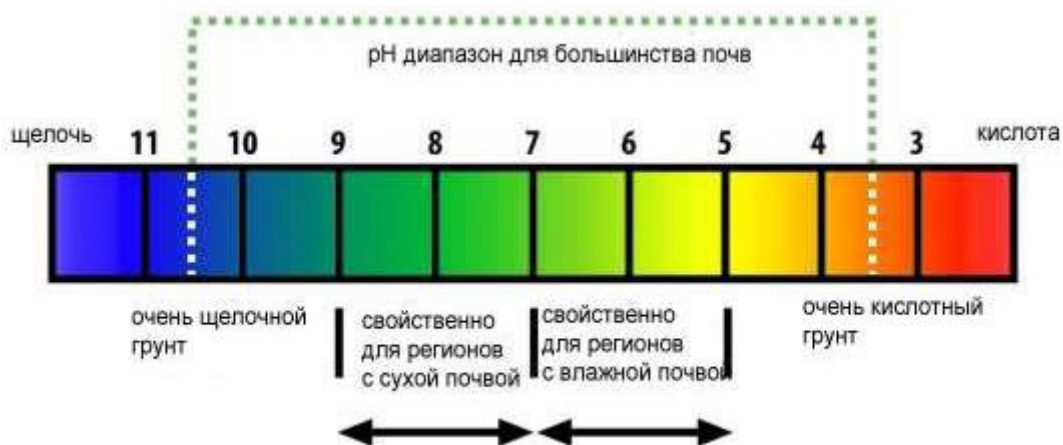 pH диапазон для большинства почв
щелочь 11 10 9 8 7 6 5 4 3 кислота
очень щелочной
грунт
свойственно
для регионов
с сухой почвой
свойственно
для регионов
с влажной почвой
очень кислотный
грунт